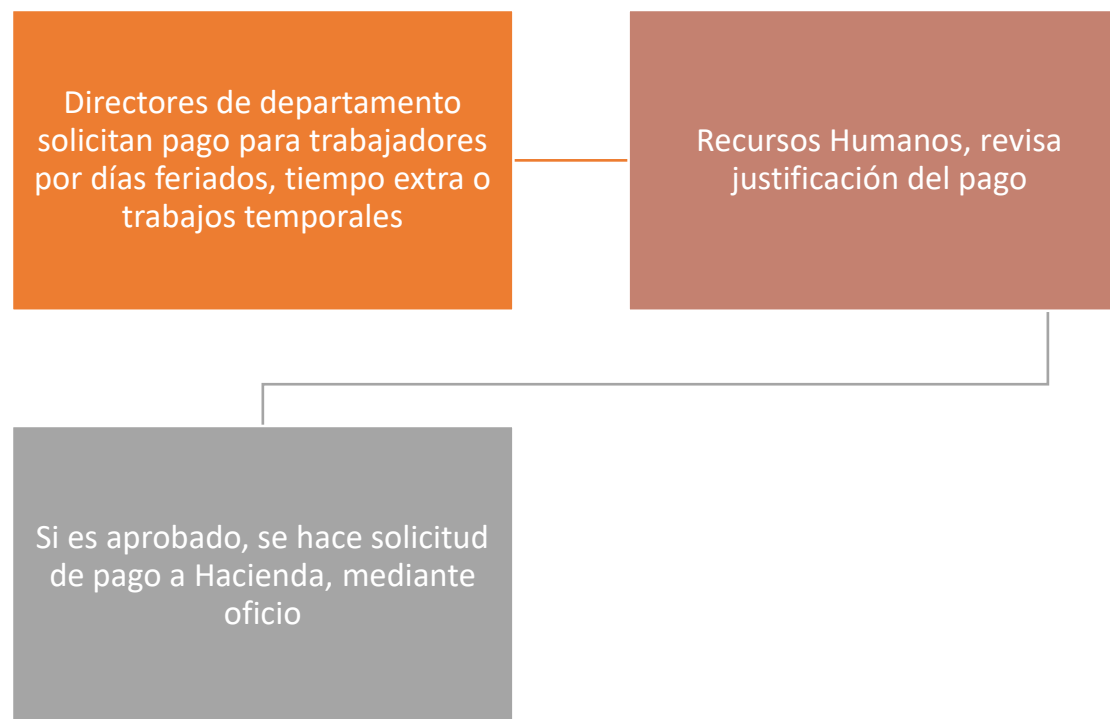 Directores de departamento
solicitan pago para trabajadores
por días feriados, tiempo extra o
trabajos temporales
Recursos Humanos, revisa
justificación del pago
Si es aprobado, se hace solicitud
de pago a Hacienda, mediante
oficio